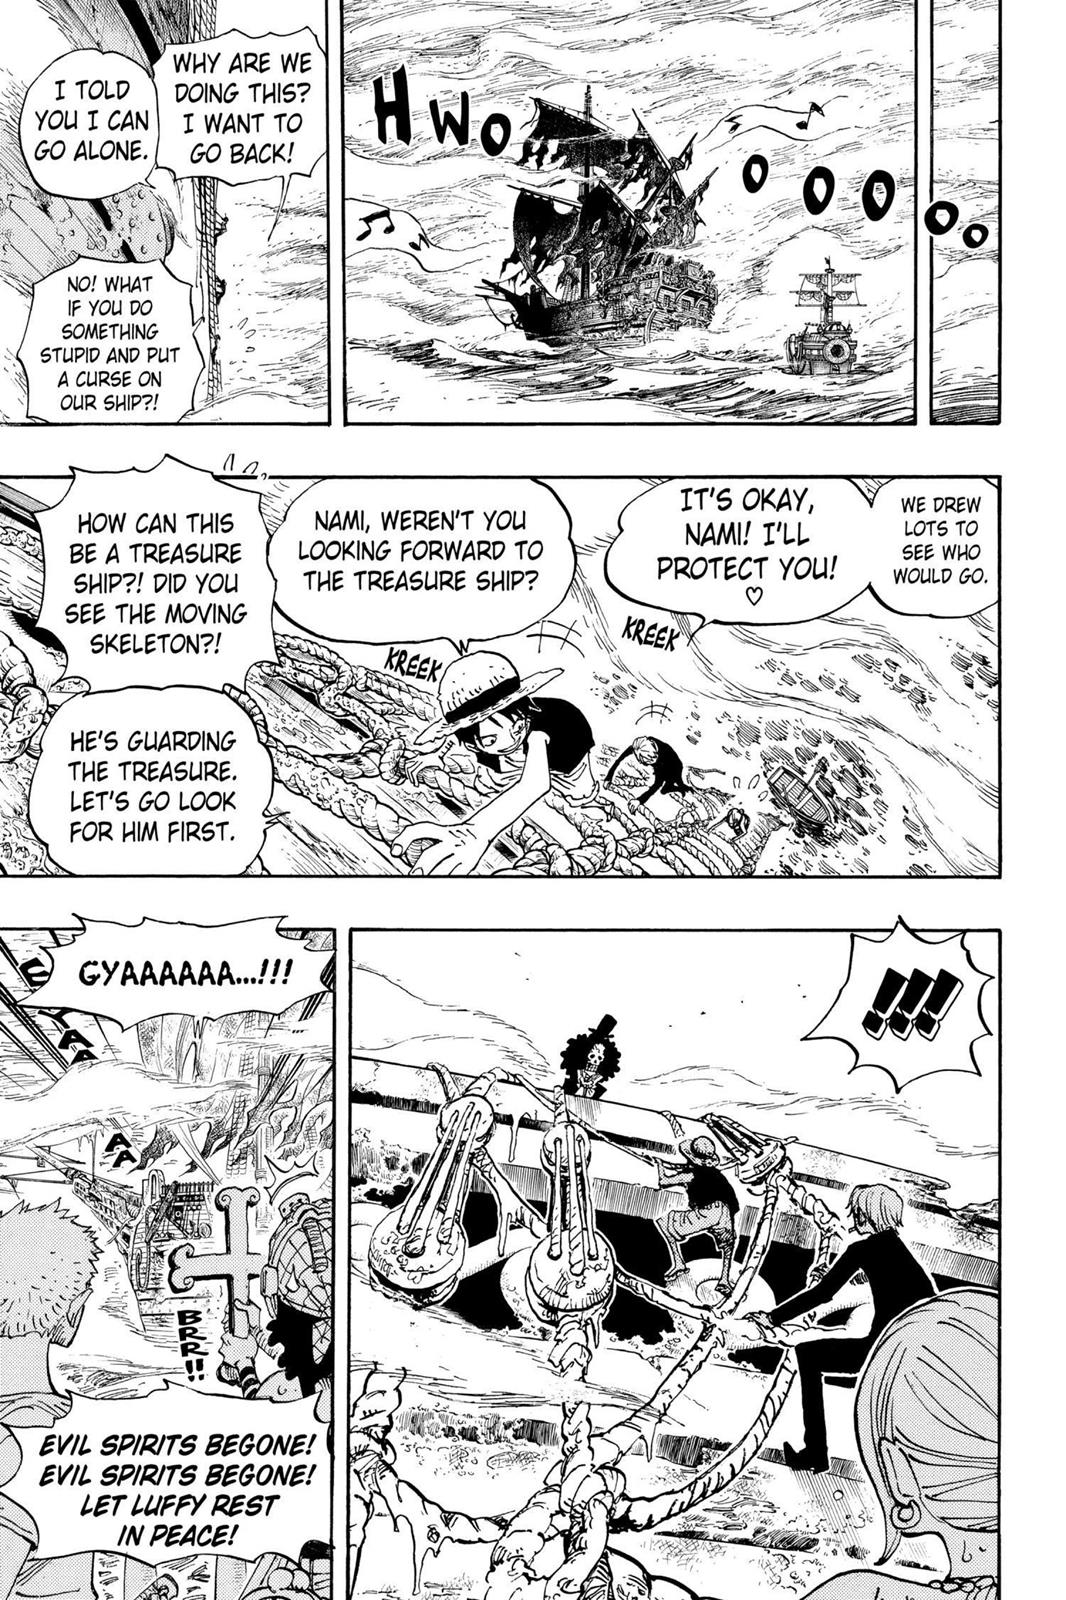 HWO
O O O O O O
WHY ARE WE
DOING THIS?
I WANT TO
GO BACK!
I TOLD
YOU I CAN
GO ALONE.
NO! WHAT
IF YOU DO
SOMETHING
STUPID AND PUT
A CURSE ON
OUR SHIP?!
WE DREW
LOTS TO
SEE WHO
WOULD GO.
IT'S OKAY,
NAMI! I'LL
PROTECT YOU!
♡
KREEK
NAMI, WEREN'T YOU
LOOKING FORWARD TO
THE TREASURE SHIP?
KREEK
HOW CAN THIS
BE A TREASURE
SHIP?! DID YOU
SEE THE MOVING
SKELETON?!
HE'S GUARDING
THE TREASURE.
LET'S GO LOOK
FOR HIM FIRST.
!!!
GYAAAAAA...!!!
EYAA
AAA
BRR!!
EVIL SPIRITS BEGONE!
EVIL SPIRITS BEGONE!
LET LUFFY REST
IN PEACE!